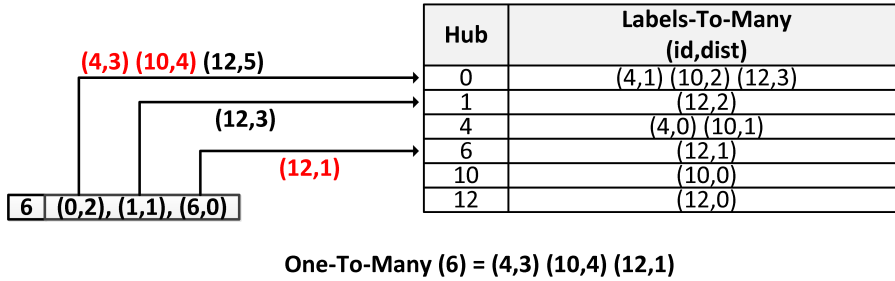 Hub Labels-To-Many
(id,dist)
(4,3) (10,4) (12,5)
0 (4,1) (10,2) (12,3)
1 (12,2)
(12,3)
4 (4,0) (10,1)
6 (12,1)
(12,1)
10 (10,0)
12 (12,0)
6 (0,2), (1,1), (6,0)
One-To-Many (6) = (4,3) (10,4) (12,1)